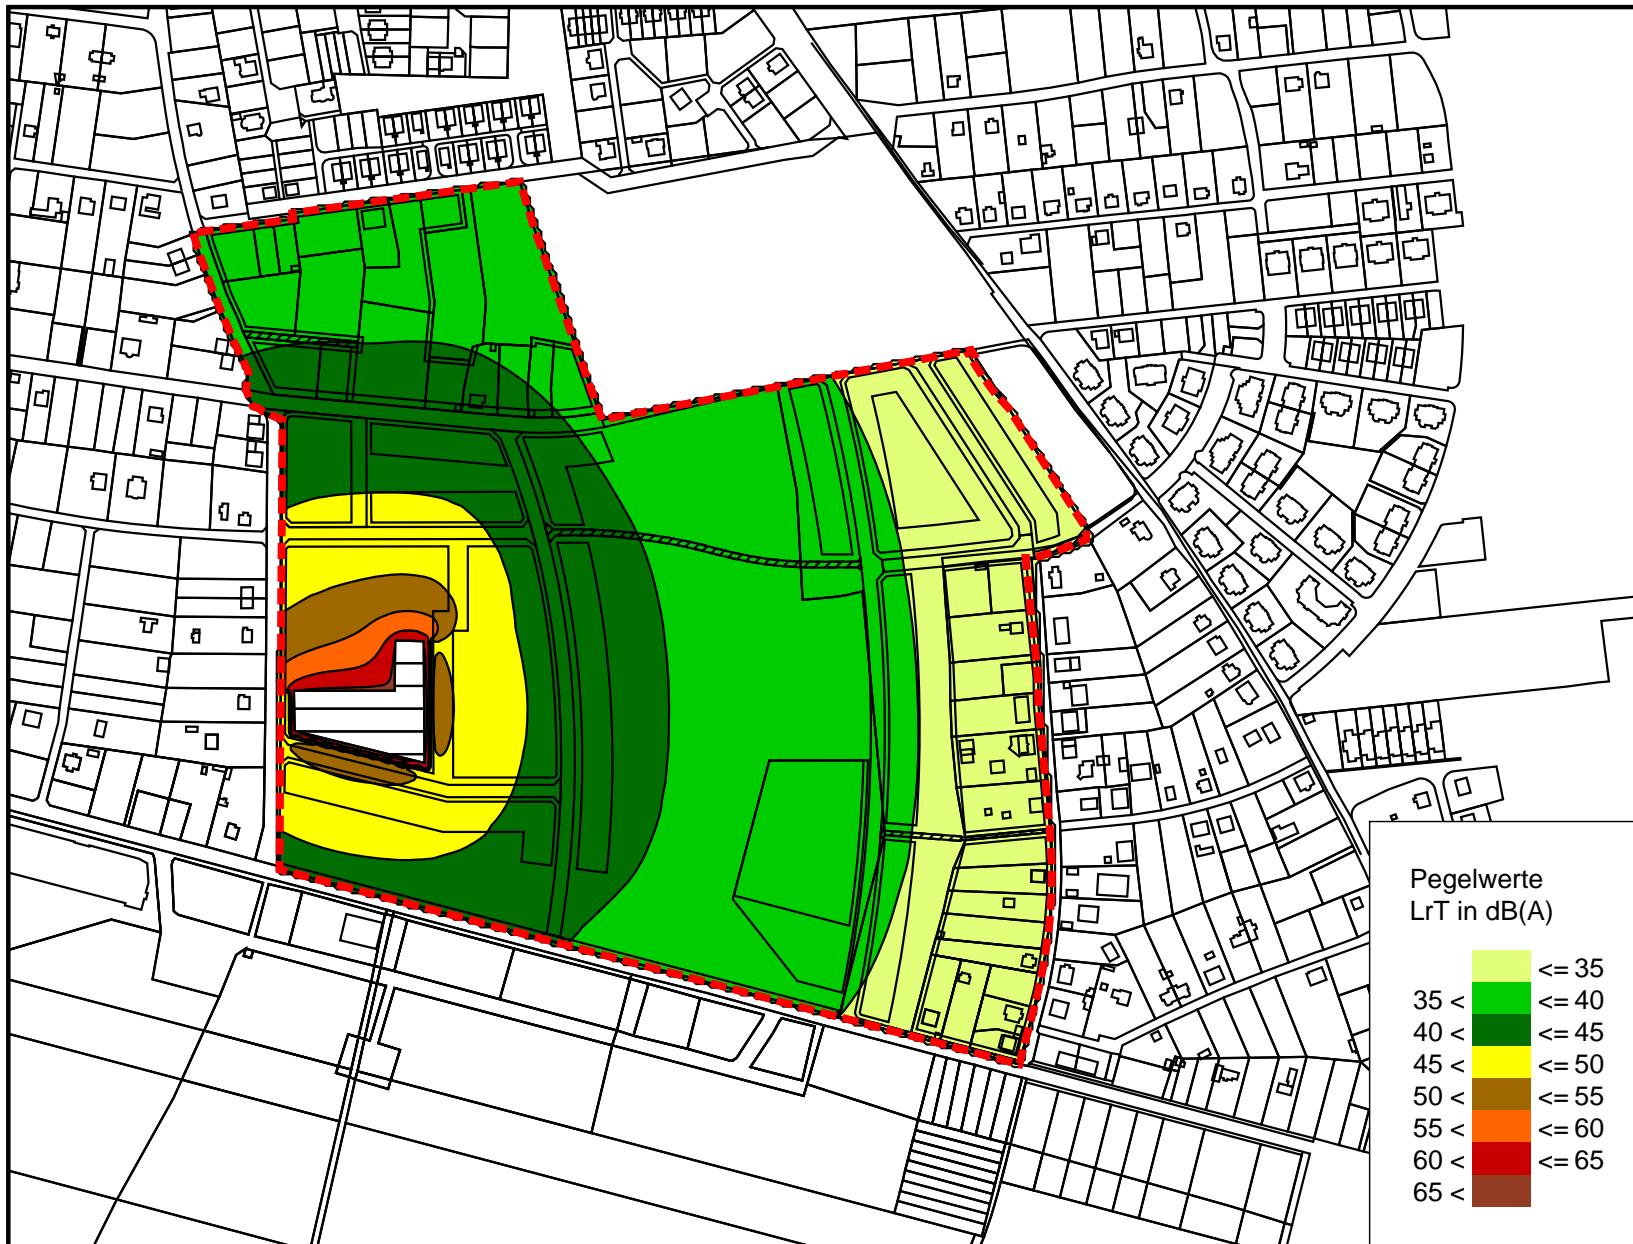 Pegelwerte
LrT in dB(A)
<= 35
35 < <= 40
40 < <= 45
45 < <= 50
50 < <= 55
55 < <= 60
60 < <= 65
65 <